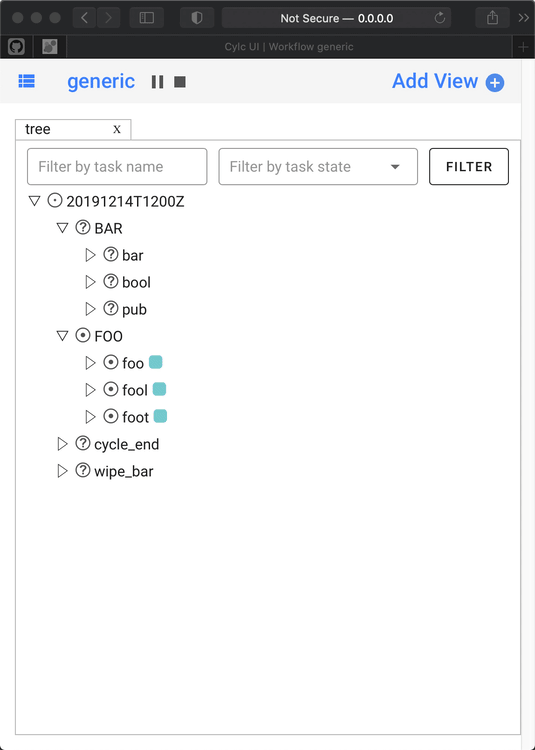 Not Secure — 0.0.0.0
Cylc UI | Workflow generic
generic
Add View
tree x
Filter by task name
Filter by task state
FILTER
20191214T1200Z
BAR
bar
bool
pub
FOO
foo
fool
foot
cycle_end
wipe_bar